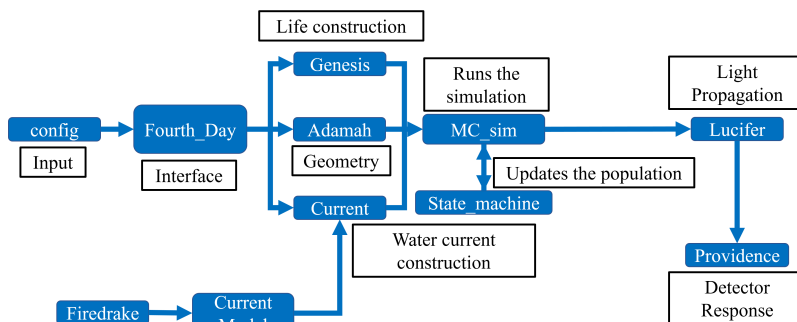 Life construction
Genesis
Runs the
simulation
Light
Propagation
config
Fourth_Day
Adamah
MC_sim
Lucifer
Input
Interface
Geometry
Updates the population
Current
State_machine
Water current
construction
Providence
Firedrake
Current
Detector
Response